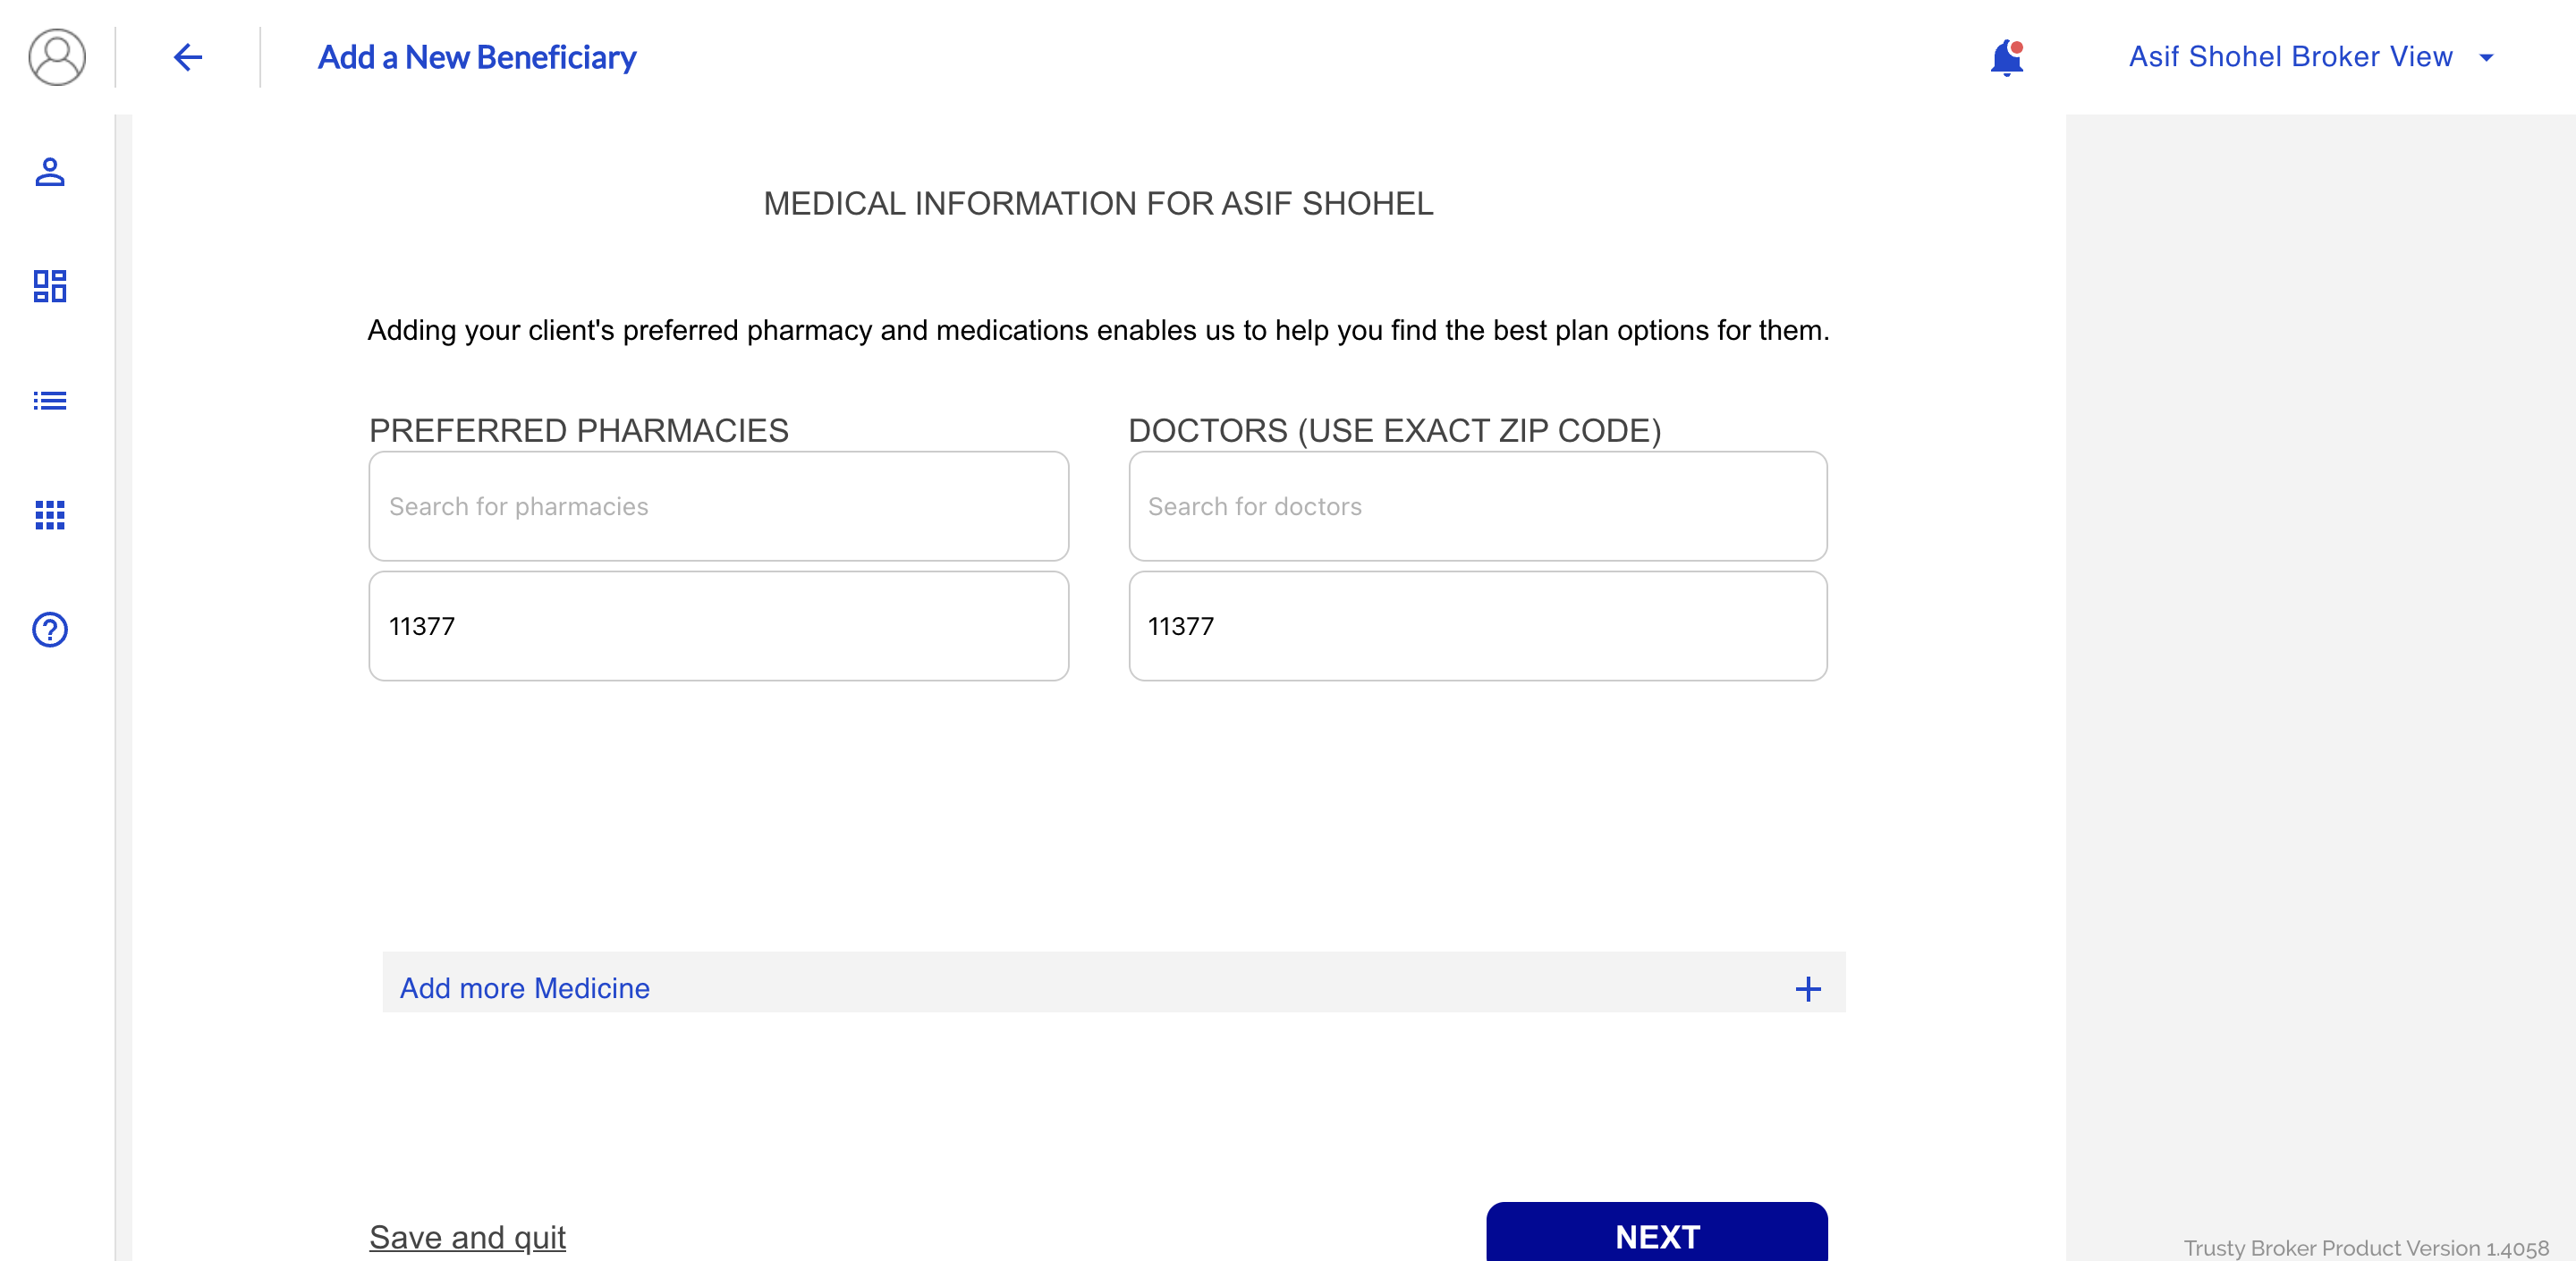 Add a New Beneficiary
Asif Shohel Broker View
MEDICAL INFORMATION FOR ASIF SHOHEL
Adding your client's preferred pharmacy and medications enables us to help you find the best plan options for them.
PREFERRED PHARMACIES
DOCTORS (USE EXACT ZIP CODE)
Search for pharmacies
Search for doctors
11377
11377
Add more Medicine
Save and quit
NEXT
Trusty Broker Product Version 1.4058